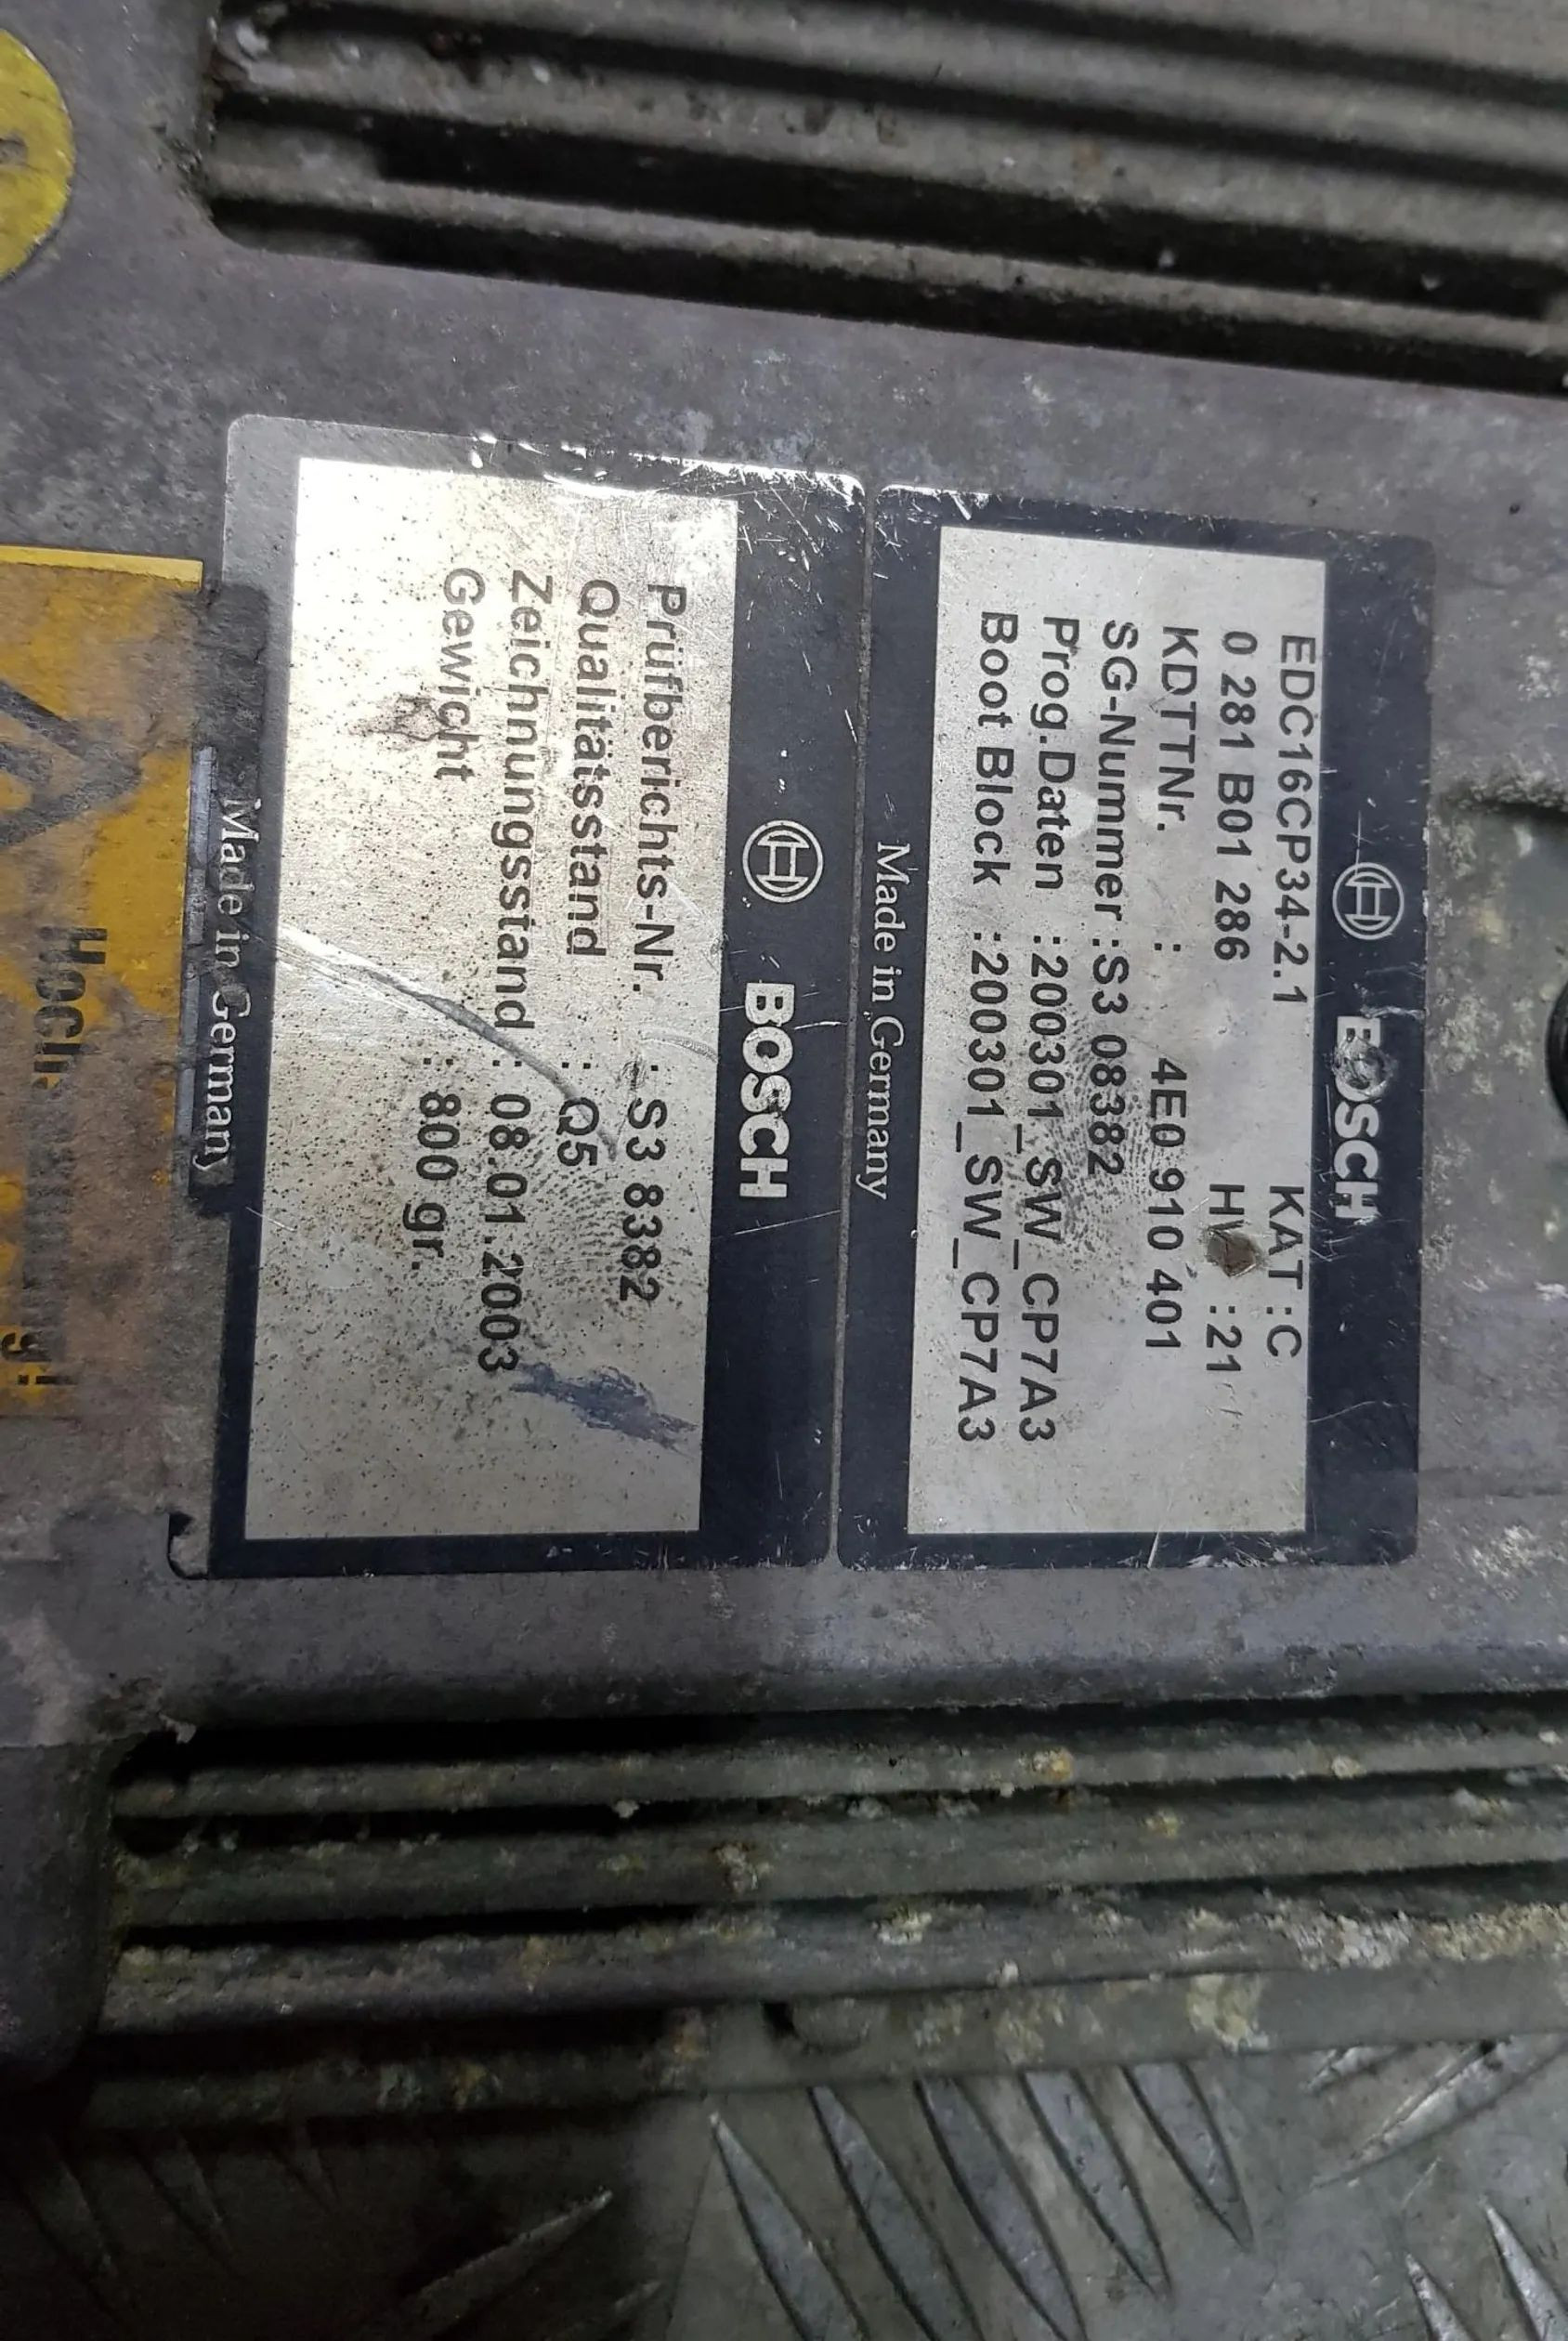 BOSCH
EDC16CP34-2.1 KAT :C
0 281 B01 286 HV :21
KDTTNr. : 4E0 910 401
SG-Nummer :S3 08382
Prog.Daten :200301_SW_CP7A3
Boot Block :200301_SW_CP7A3
Made in Germany
BOSCH
Prüfberichts-Nr. : S3 8382
Qualitätsstand : Q5
Zeichnungsstand : 08.01.2003
Gewicht : 800 gr.
Made in Germany